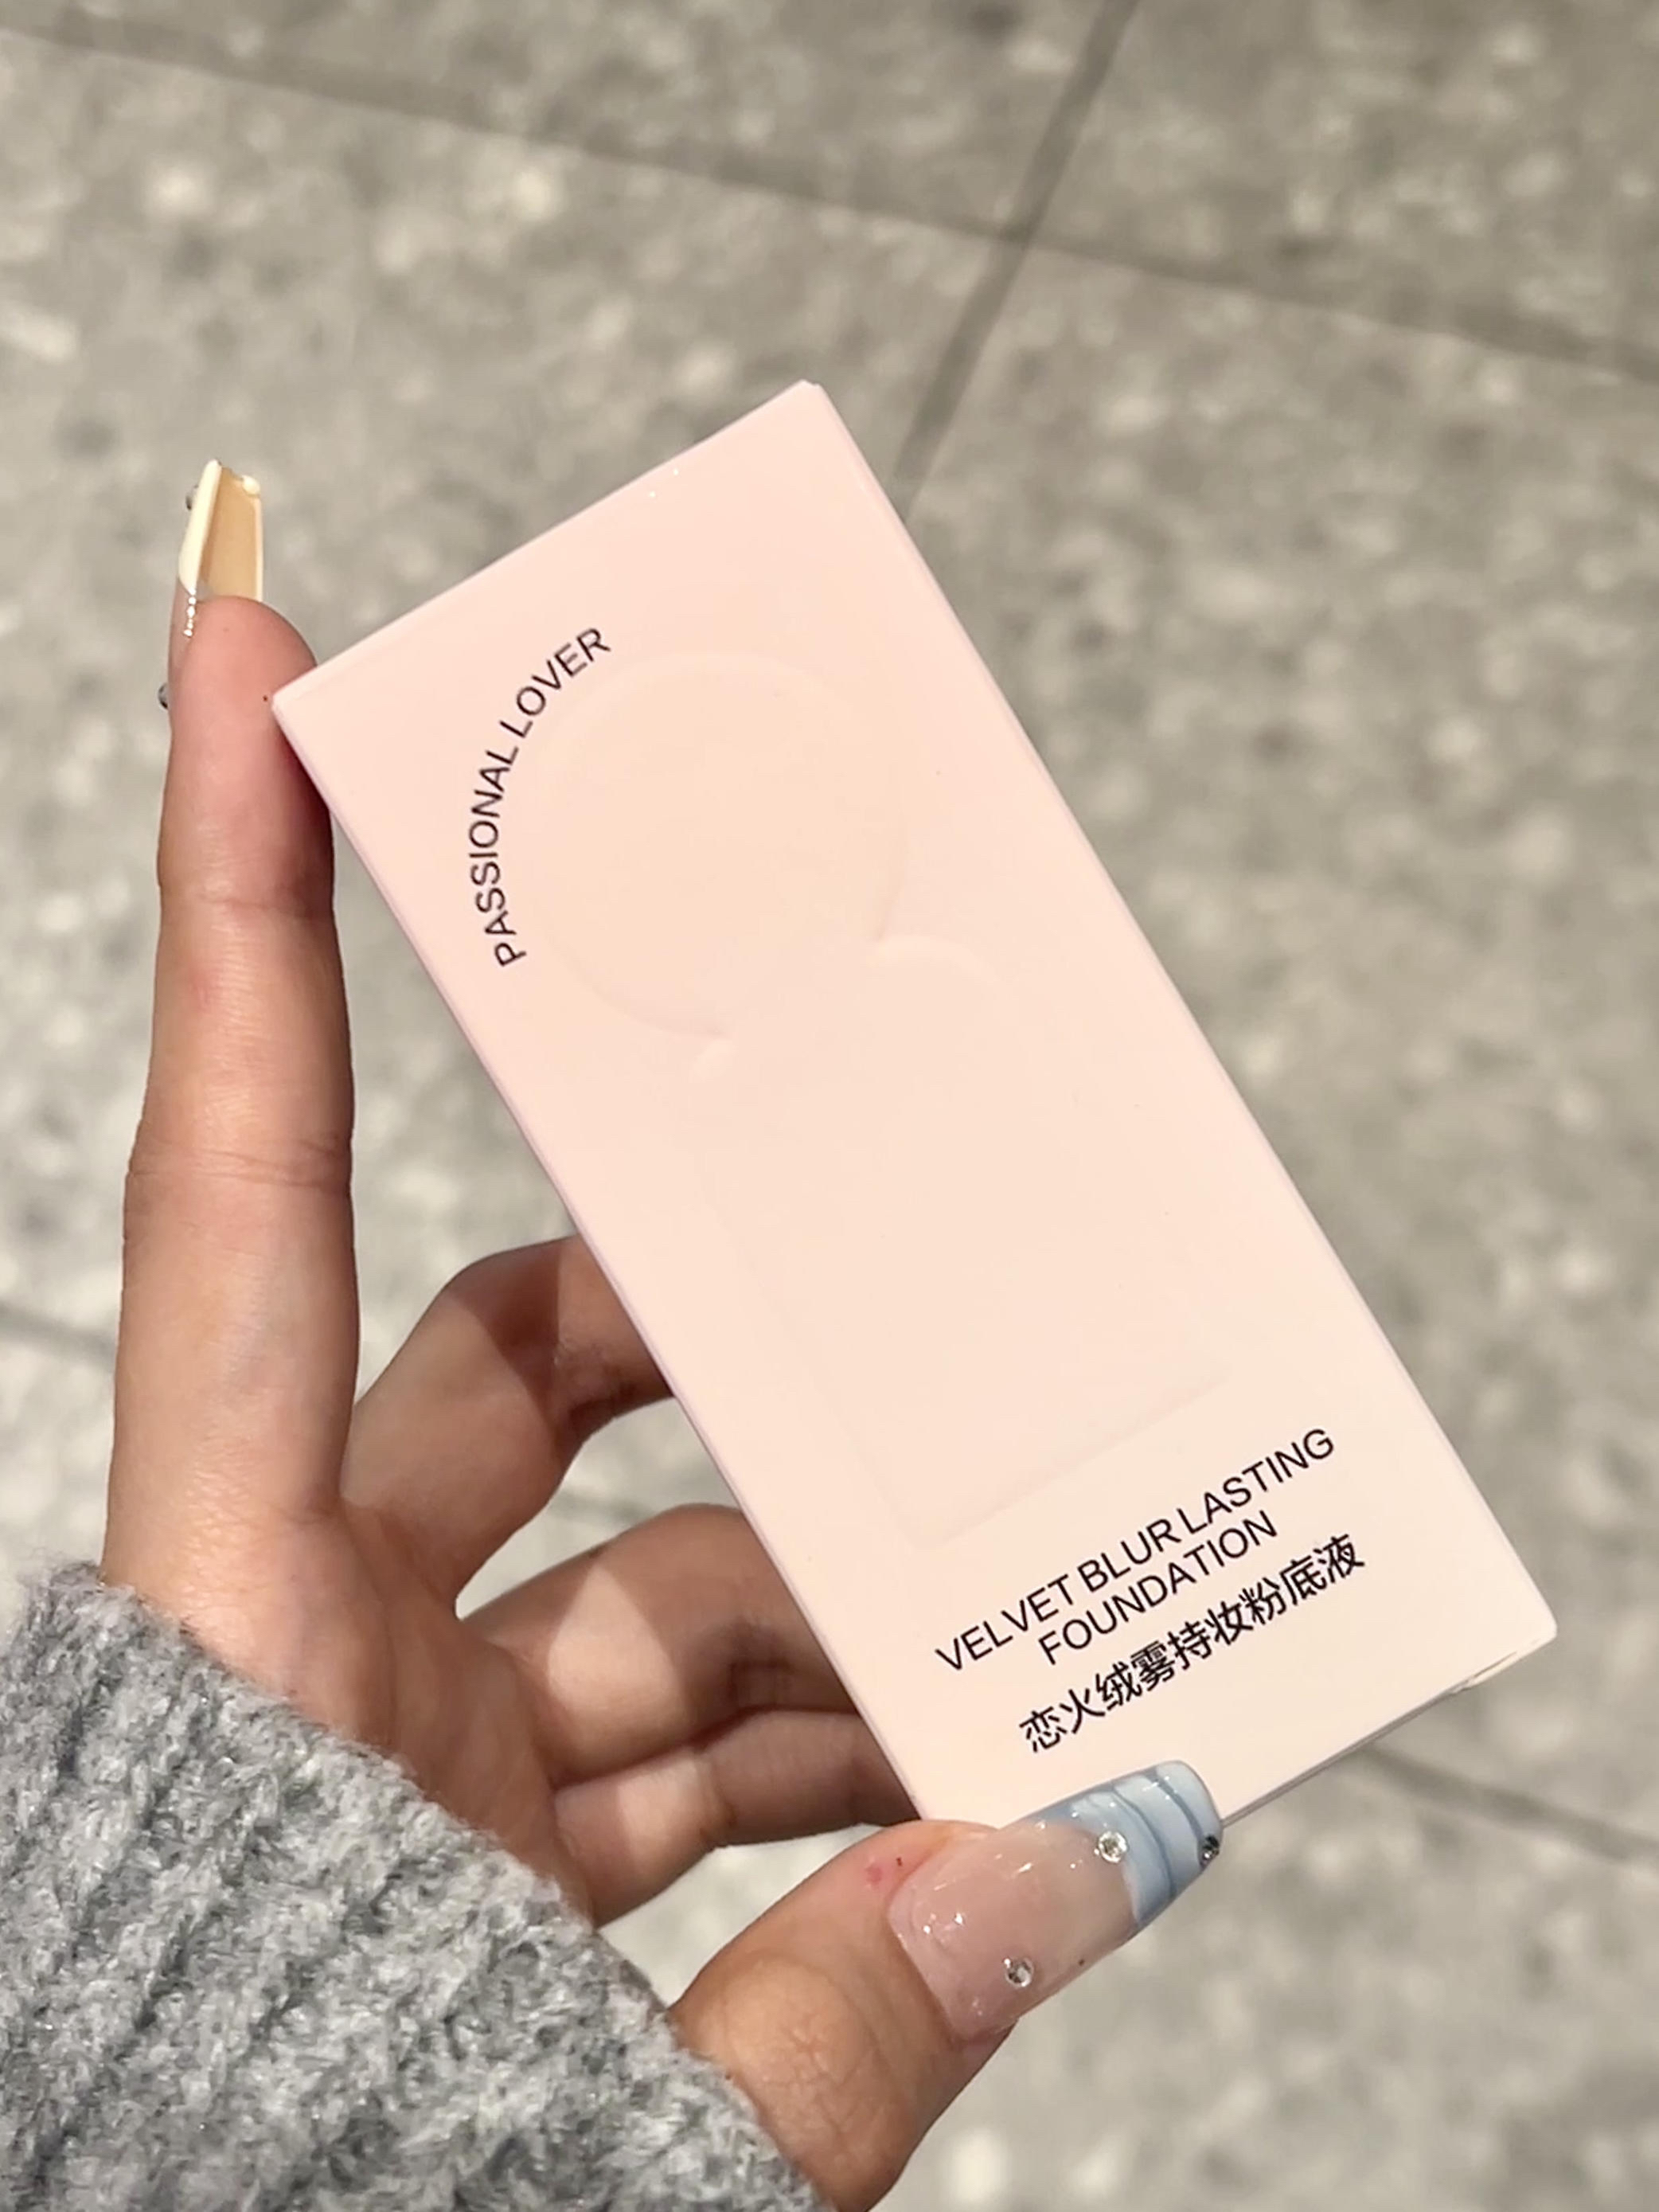 PASSIONAL LOVER
VELVET BLUR LASTING
FOUNDATION
恋火绒雾持妆粉底液